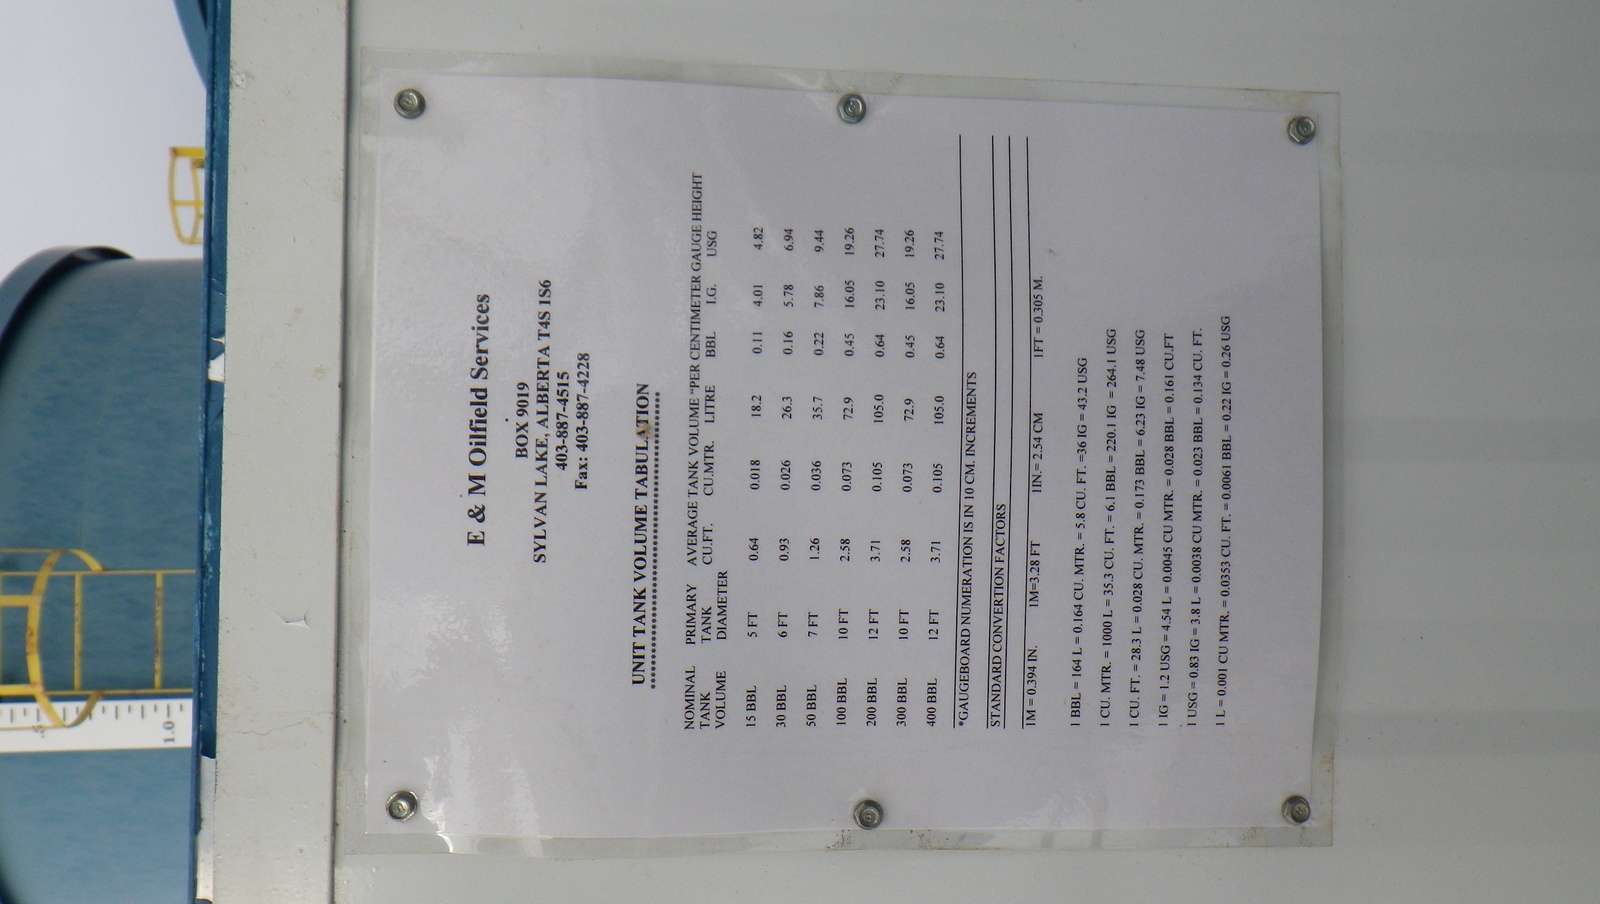 E & M Oilfield Services
BOX 9019
SYLVAN LAKE, ALBERTA T4S 1S6
403-887-4515
Fax: 403-887-4228
UNIT TANK VOLUME TABULATION
NOMINAL PRIMARY AVERAGE TANK VOLUME "PER CENTIMETER GAUGE HEIGHT
TANK TANK CU.FT. CU.MTR. LITRE BBL I.G. USG
VOLUME DIAMETER
15 BBL 5 FT 0.64 0.018 18.2 0.11 4.01 4.82
30 BBL 6 FT 0.93 0.026 26.3 0.16 5.78 6.94
50 BBL 7 FT 1.26 0.036 35.7 0.22 7.86 9.44
100 BBL 10 FT 2.58 0.073 72.9 0.45 16.05 19.26
200 BBL 12 FT 3.71 0.105 105.0 0.64 23.10 27.74
300 BBL 10 FT 2.58 0.073 72.9 0.45 16.05 19.26
400 BBL 12 FT 3.71 0.105 105.0 0.64 23.10 27.74
*GAUGEBOARD NUMERATION IS IN 10 CM. INCREMENTS
STANDARD CONVERTION FACTORS
1M = 0.394 IN. 1M=3.28 FT 1IN.= 2.54 CM 1FT = 0.305 M.
1 BBL = 164 L = 0.164 CU. MTR. = 5.8 CU. FT. =36 IG = 43.2 USG
1 CU. MTR. = 1000 L = 35.3 CU. FT. = 6.1 BBL = 220.1 IG = 264.1 USG
1 CU. FT. = 28.3 L = 0.028 CU. MTR. = 0.173 BBL = 6.23 IG = 7.48 USG
1 IG = 1.2 USG = 4.54 L = 0.0045 CU MTR. = 0.028 BBL = 0.161 CU.FT
1 USG = 0.83 IG = 3.8 L = 0.0038 CU MTR. = 0.023 BBL = 0.134 CU. FT.
1 L = 0.001 CU MTR. = 0.0353 CU. FT. = 0.0061 BBL = 0.22 IG = 0.26 USG
.5
1.0